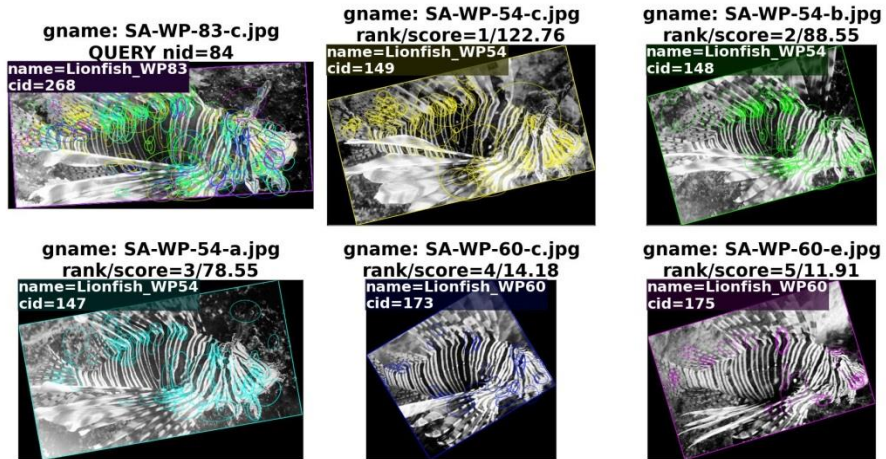 gname: SA-WP-83-c.jpg
QUERY nid=84
name=Lionfish_WP83
cid=268
gname: SA-WP-54-c.jpg
rank/score=1/122.76
name=Lionfish_WP54
cid=149
gname: SA-WP-54-b.jpg
rank/score=2/88.55
name=Lionfish_WP54
cid=148
gname: SA-WP-54-a.jpg
rank/score=3/78.55
name=Lionfish_WP54
cid=147
gname: SA-WP-60-c.jpg
rank/score=4/14.18
name=Lionfish_WP60
cid=173
gname: SA-WP-60-e.jpg
rank/score=5/11.91
name=Lionfish_WP60
cid=175